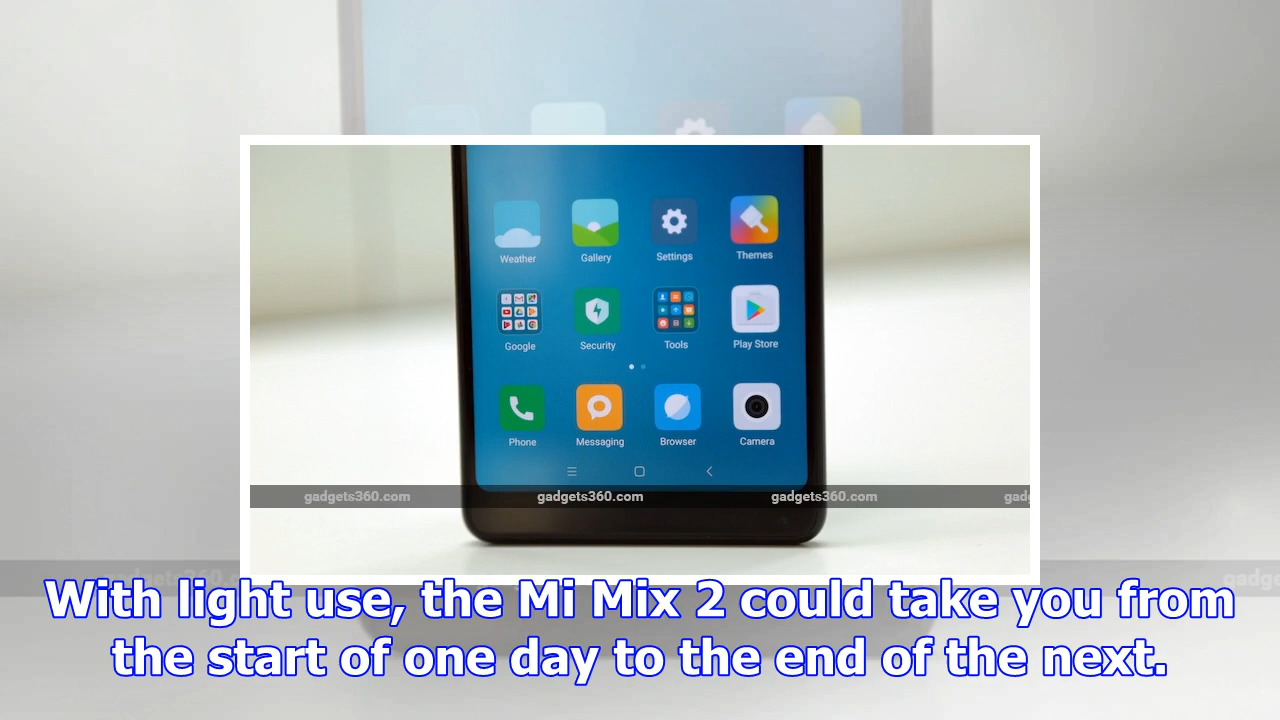 Weather Gallery Settings Themes
Google Security Tools Play Store
Phone Messaging Browser Camera
gadgets360.com gadgets360.com gadgets360.com
With light use, the Mi Mix 2 could take you from
the start of one day to the end of the next.